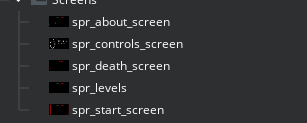 Screens
spr_about_screen
spr_controls_screen
spr_death_screen
spr_levels
spr_start_screen